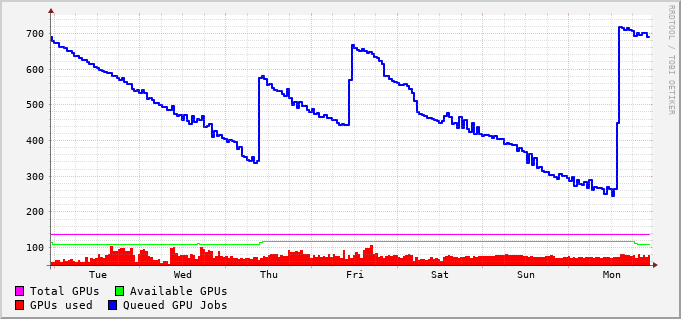 700
600
500
400
300
200
100
Tue Wed Thu Fri Sat Sun Mon
Total GPUs Available GPUs
GPUs used Queued GPU Jobs
RRDTOOL / TOBI OETIKER